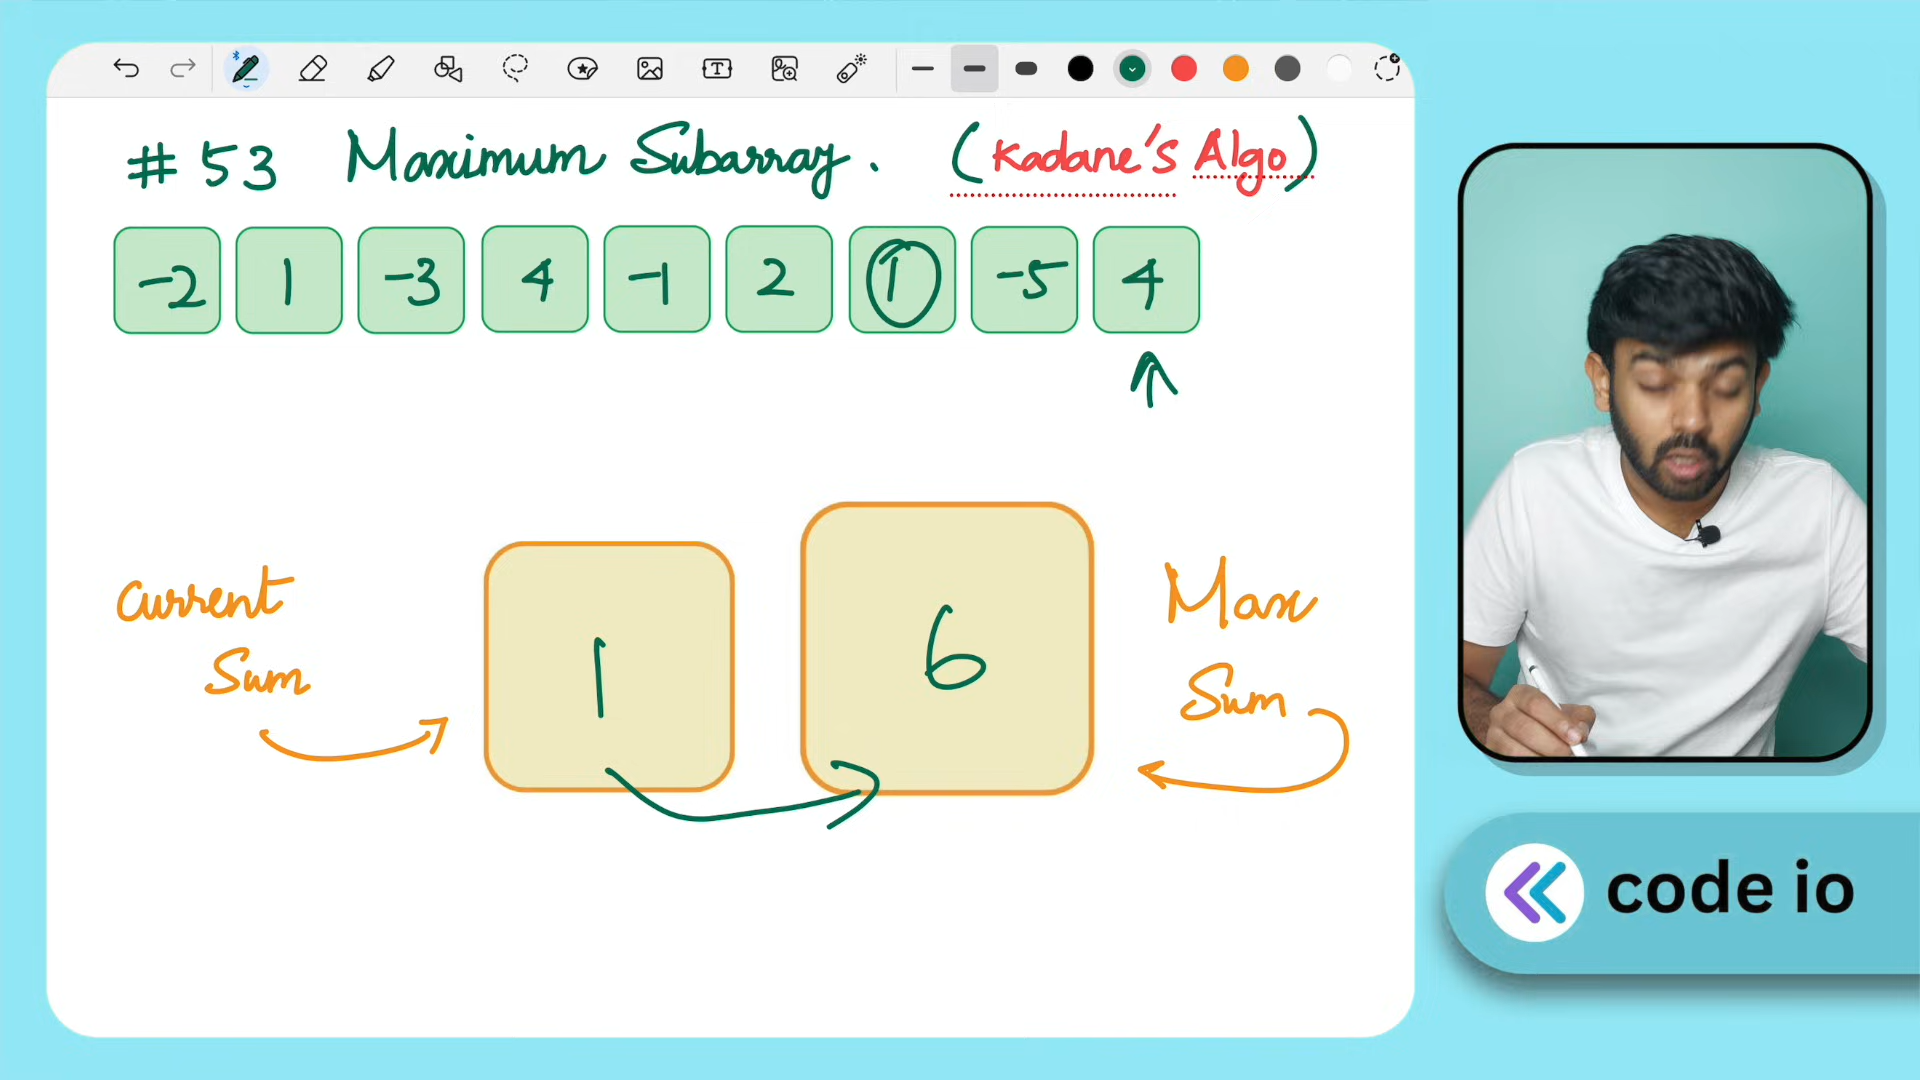 # 53 Maximum Subarray. (Kadane's Algo)
-2 1 -3 4 -1 2 1 -5 4
Current
Sum
1
6
Max
Sum
code io